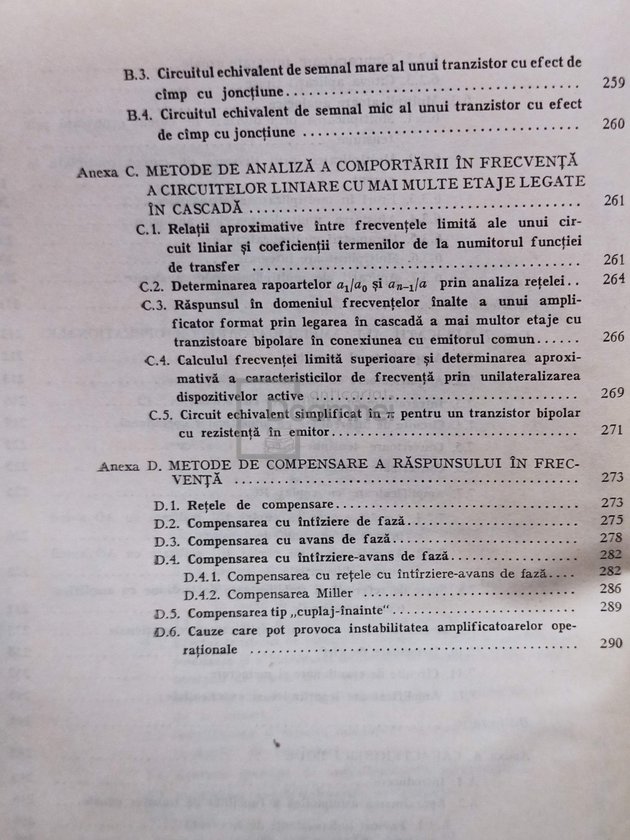 B.3. Circuitul echivalent de semnal mare al unui tranzistor cu efect de
cîmp cu joncțiune.................................... 259
B.4. Circuitul echivalent de semnal mic al unui tranzistor cu efect
de cîmp cu joncțiune .................................. 260
Anexa C. METODE DE ANALIZĂ A COMPORTĂRII ÎN FRECVENȚĂ
A CIRCUITELOR LINIARE CU MAI MULTE ETAJE LEGATE
ÎN CASCADĂ ........................................ 261
C.1. Relații aproximative între frecvențele limită ale unui cir-
cuit liniar și coeficienții termenilor de la numitorul funcției
de transfer ........................................ 261
C.2. Determinarea rapoartelor a₁/a₀ și aₙ₋₁/a prin analiza rețelei.. 264
C.3. Răspunsul în domeniul frecvențelor înalte a unui ampli-
ficator format prin legarea în cascadă a mai multor etaje cu
tranzistoare bipolare în conexiunea cu emitorul comun...... 266
C.4. Calculul frecvenței limită superioare și determinarea aproxi-
mativă a caracteristicilor de frecvență prin unilateralizarea
dispozitivelor active ................................ 269
C.5. Circuit echivalent simplificat în π pentru un tranzistor bipolar
cu rezistență în emitor.............................. 271
Anexa D. METODE DE COMPENSARE A RĂSPUNSULUI ÎN FREC-
VENȚĂ .......................................... 273
D.1. Rețele de compensare.............................. 273
D.2. Compensarea cu intîziere de fază...................... 275
D.3. Compensarea cu avans de fază........................ 278
D.4. Compensarea cu intîrziere-avans de fază................ 282
D.4.1. Compensarea cu rețele cu întîrziere-avans de fază.... 282
D.4.2. Compensarea Miller ............................ 286
D.5. Compensarea tip „cuplaj-înainte“...................... 289
D.6. Cauze care pot provoca instabilitatea amplificatoarelor ope-
raționale .......................................... 290